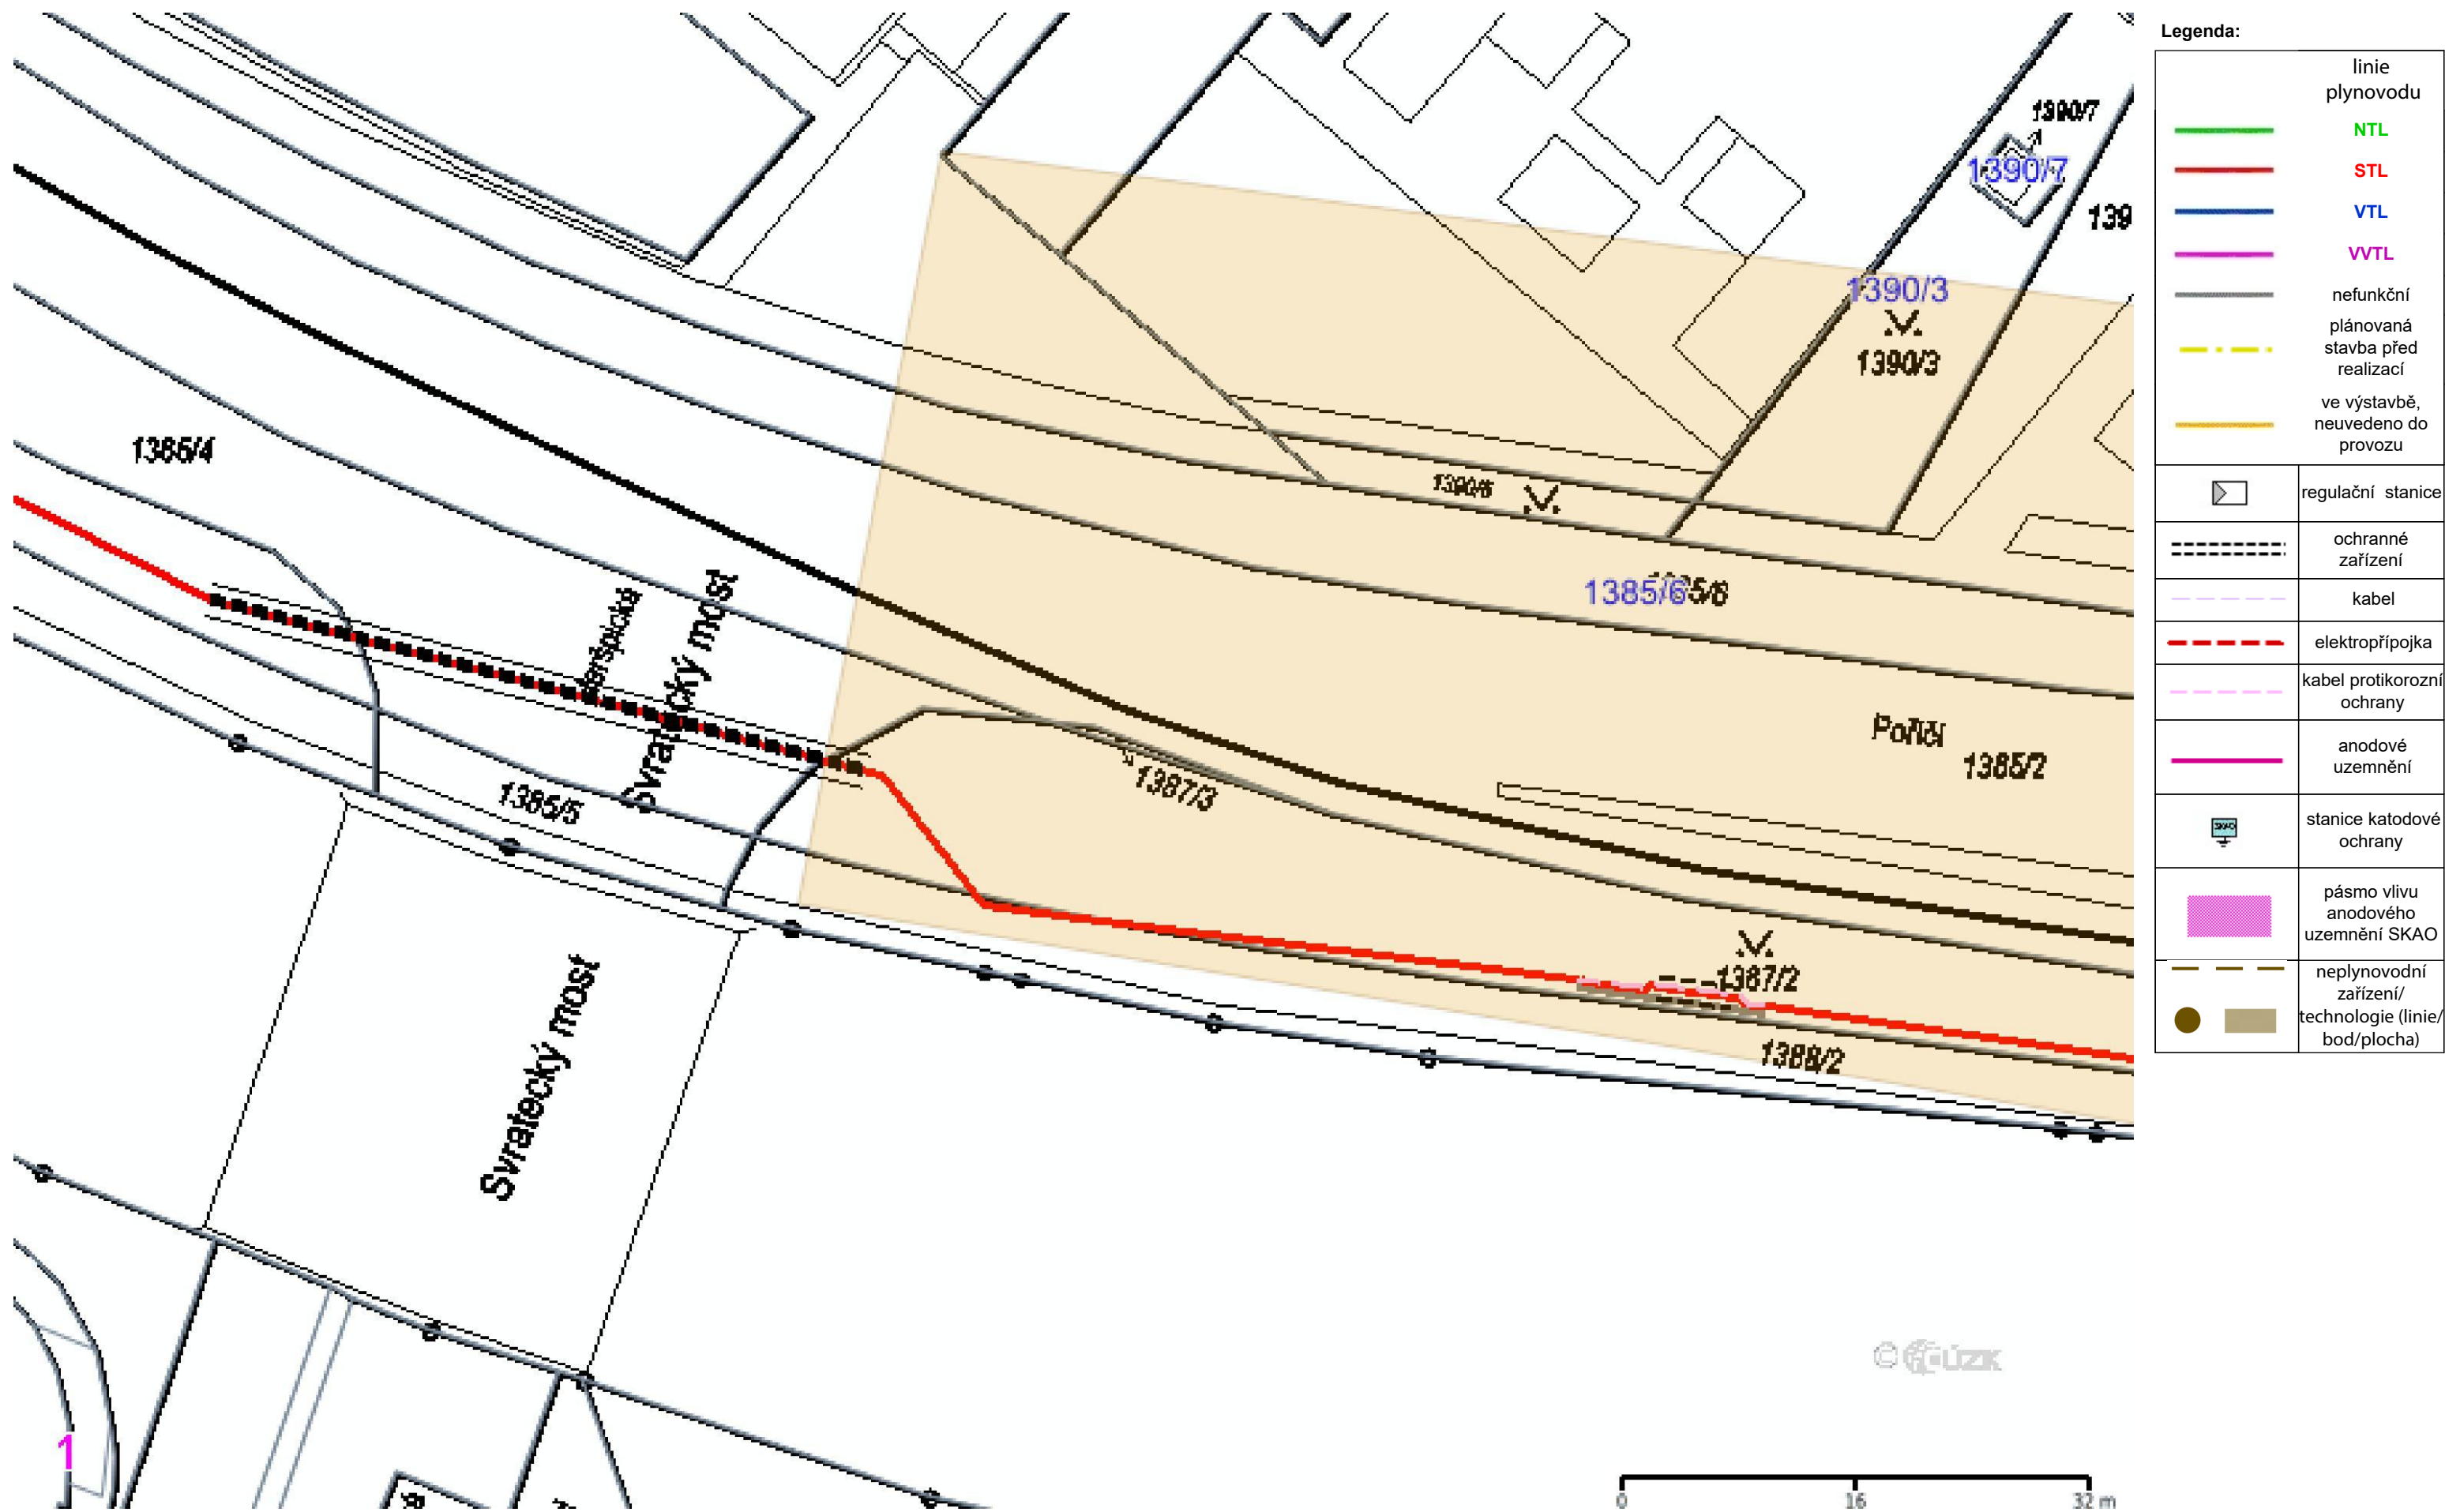 Legenda:
linie
plynovodu
NTL
STL
VTL
VVTL
nefunkční
plánovaná
stavba před
realizací
ve výstavbě,
neuvedeno do
provozu
regulační stanice
ochranné
zařízení
kabel
elektropřípojka
kabel protikorozní
ochrany
anodové
uzemnění
SKAO
stanice katodové
ochrany
pásmo vlivu
anodového
uzemnění SKAO
neplynovodní
zařízení/
technologie (linie/
bod/plocha)
1390/7
1390/7
139
1390/3
1390/3
1390/6
1385/4
1385/6
Svratecký most
Poříčí
1385/2
1387/3
1385/5
1387/2
1388/2
Svratecký most
1
©
ČÚZK
0 16 32 m